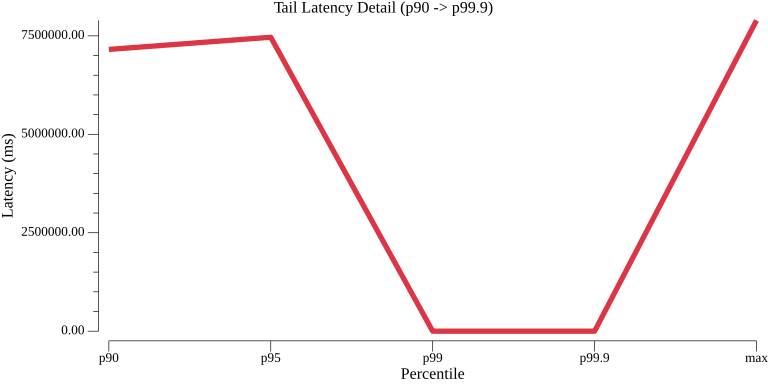 Tail Latency Detail (p90 -> p99.9)
7500000.00
5000000.00
2500000.00
0.00
Latency (ms)
p90 p95 p99 p99.9 max
Percentile